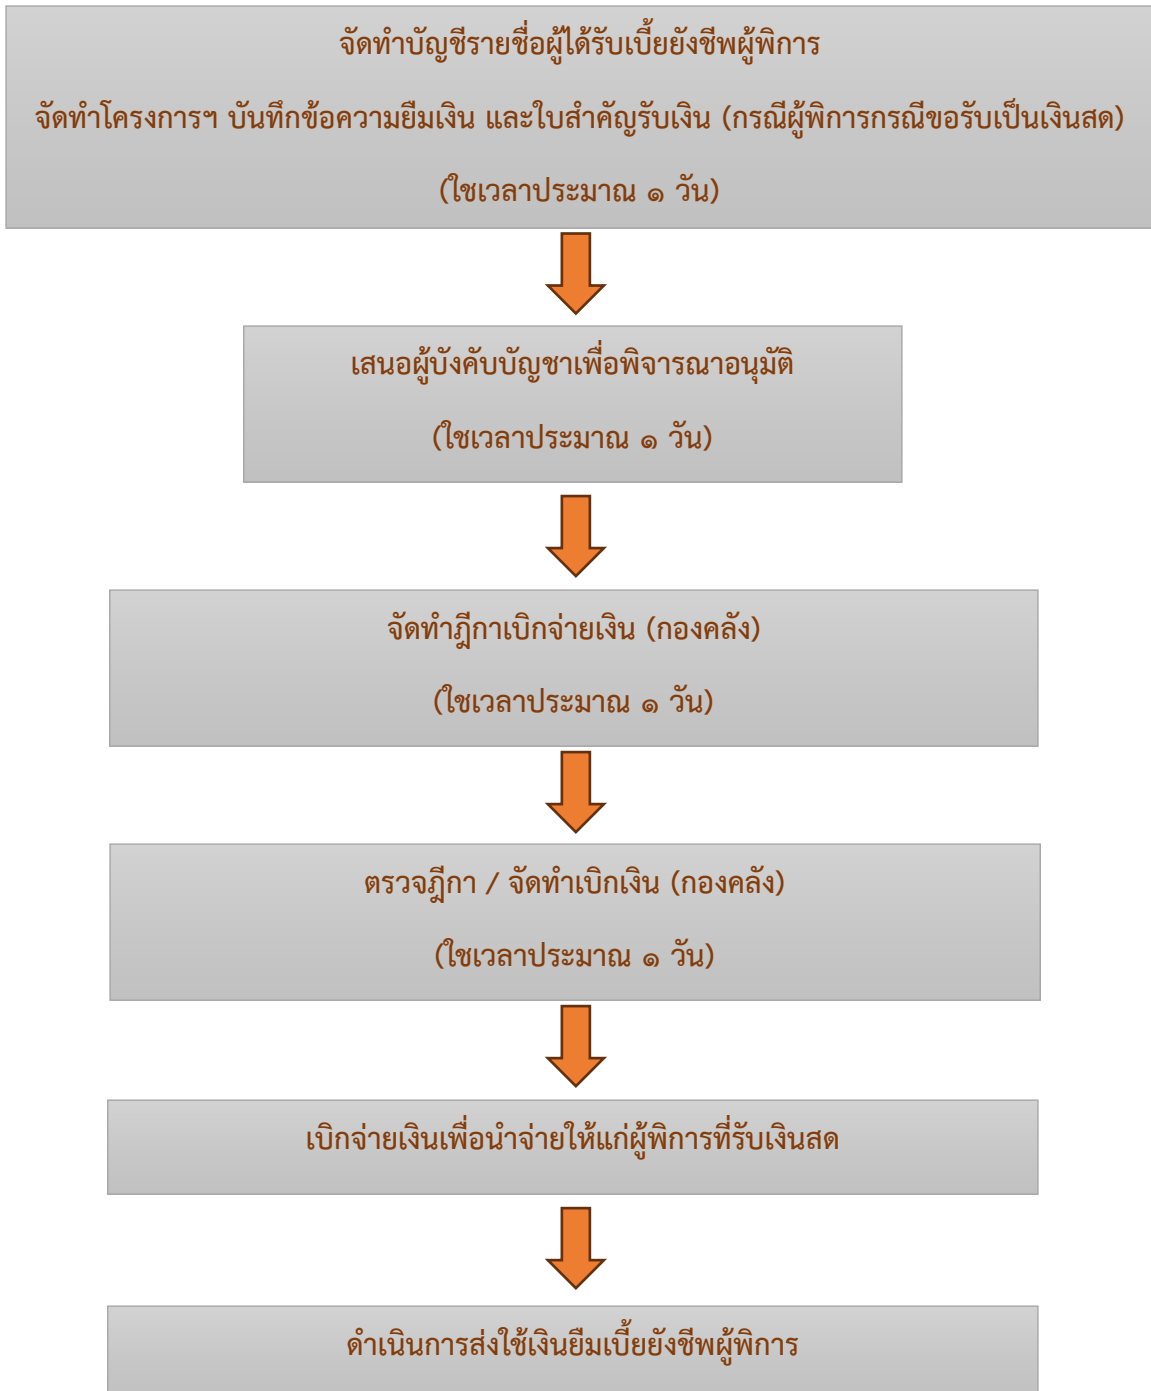 จัดทำบัญชีรายชื่อผู้ได้รับเบี้ยยังชีพผู้พิการ
จัดทำโครงการฯ บันทึกข้อความยืมเงิน และใบสำคัญรับเงิน (กรณีผู้พิการกรณีขอรับเป็นเงินสด)
(ใชเวลาประมาณ ๑ วัน)
เสนอผู้บังคับบัญชาเพื่อพิจารณาอนุมัติ
(ใชเวลาประมาณ ๑ วัน)
จัดทำฎีกาเบิกจ่ายเงิน (กองคลัง)
(ใชเวลาประมาณ ๑ วัน)
ตรวจฎีกา / จัดทำเบิกเงิน (กองคลัง)
(ใชเวลาประมาณ ๑ วัน)
เบิกจ่ายเงินเพื่อนำจ่ายให้แก่ผู้พิการที่รับเงินสด
ดำเนินการส่งใช้เงินยืมเบี้ยยังชีพผู้พิการ